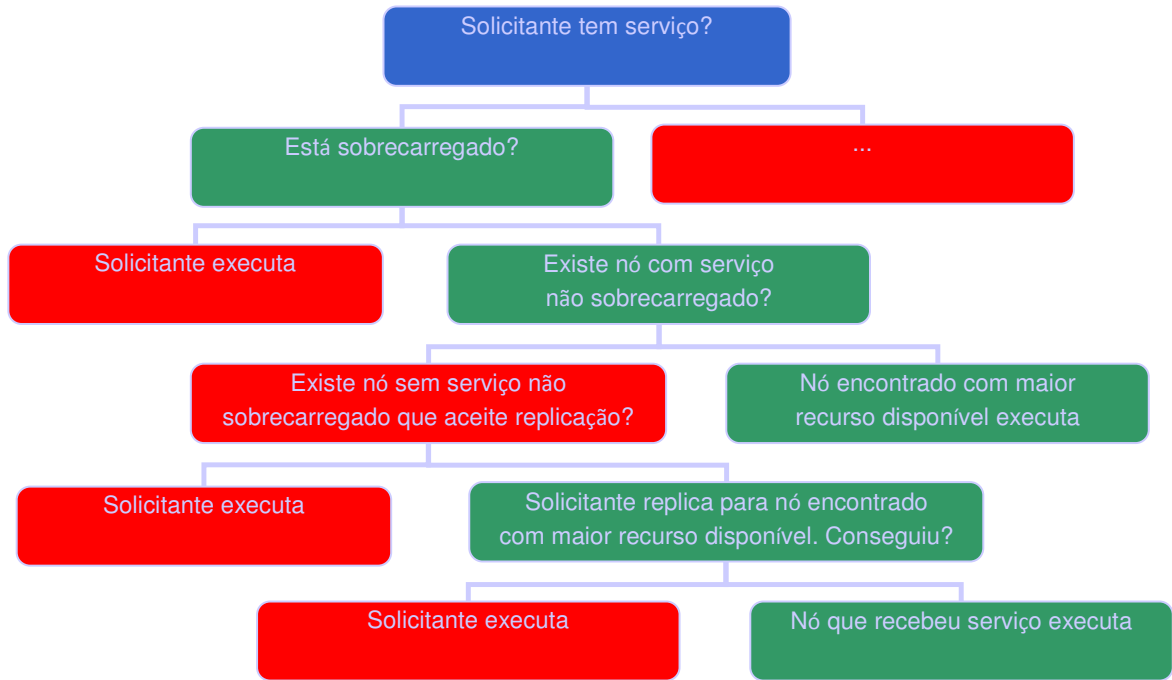 Solicitante tem serviço?
Está sobrecarregado?
...
Solicitante executa
Existe nó com serviço
não sobrecarregado?
Existe nó sem serviço não
sobrecarregado que aceite replicação?
Nó encontrado com maior
recurso disponível executa
Solicitante executa
Solicitante replica para nó encontrado
com maior recurso disponível. Conseguiu?
Solicitante executa
Nó que recebeu serviço executa